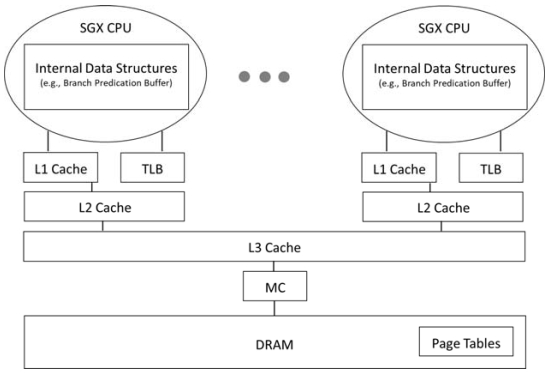 SGX CPU
Internal Data Structures
(e.g., Branch Predication Buffer)
L1 Cache
TLB
L2 Cache
SGX CPU
Internal Data Structures
(e.g., Branch Predication Buffer)
L1 Cache
TLB
L2 Cache
L3 Cache
MC
DRAM
Page Tables